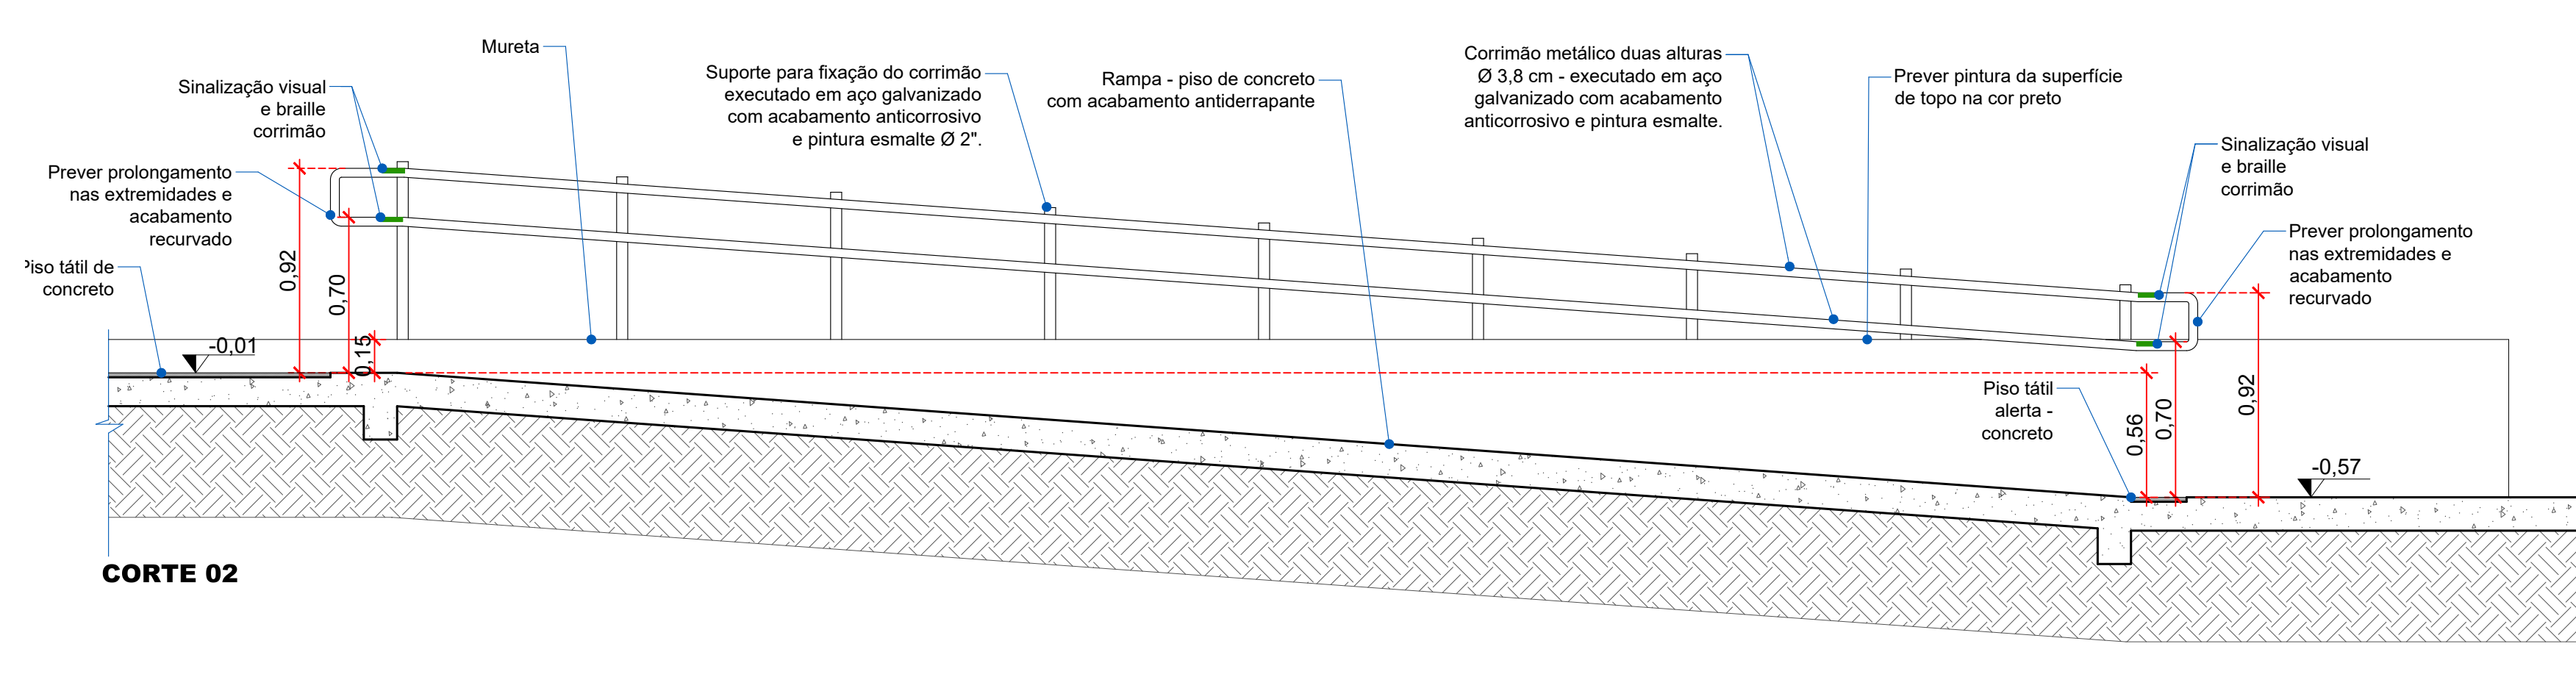 Mureta
Sinalização visual
e braille
corrimão
Suporte para fixação do corrimão
executado em aço galvanizado
com acabamento anticorrosivo
e pintura esmalte Ø 2".
Rampa - piso de concreto
com acabamento antiderrapante
Corrimão metálico duas alturas
Ø 3,8 cm - executado em aço
galvanizado com acabamento
anticorrosivo e pintura esmalte.
Prever pintura da superfície
de topo na cor preto
Sinalização visual
e braille
corrimão
Prever prolongamento
nas extremidades e
acabamento
recurvado
Prever prolongamento
nas extremidades e
acabamento
recurvado
Piso tátil de
concreto
0,92
0,70
0,15
-0,01
Piso tátil
alerta -
concreto
0,56
0,70
0,92
-0,57
CORTE 02